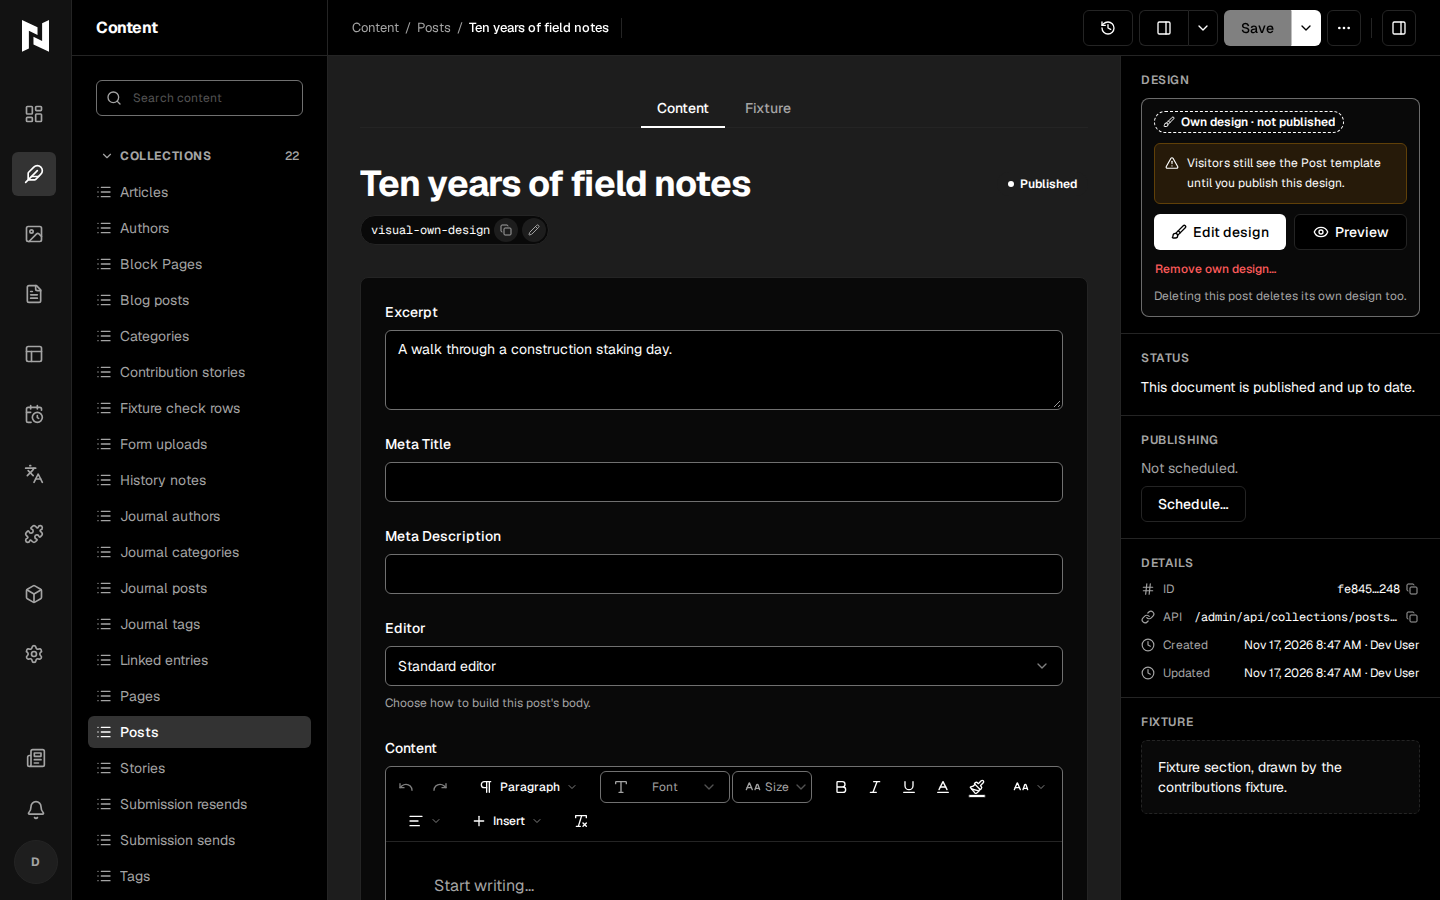 Content
Content / Posts / Ten years of field notes
Save
Search content
COLLECTIONS 22
Articles
Authors
Block Pages
Blog posts
Categories
Contribution stories
Fixture check rows
Form uploads
History notes
Journal authors
Journal categories
Journal posts
Journal tags
Linked entries
Pages
Posts
Stories
Submission resends
Submission sends
Tags
D
Content Fixture
Ten years of field notes
Published
visual-own-design
Excerpt
A walk through a construction staking day.
Meta Title
Meta Description
Editor
Standard editor
Choose how to build this post's body.
Content
Paragraph
Font
Size
Insert
Start writing...
DESIGN
Own design · not published
Visitors still see the Post template
until you publish this design.
Edit design
Preview
Remove own design...
Deleting this post deletes its own design too.
STATUS
This document is published and up to date.
PUBLISHING
Not scheduled.
Schedule...
DETAILS
ID fe845...248
API /admin/api/collections/posts...
Created Nov 17, 2026 8:47 AM · Dev User
Updated Nov 17, 2026 8:47 AM · Dev User
FIXTURE
Fixture section, drawn by the
contributions fixture.